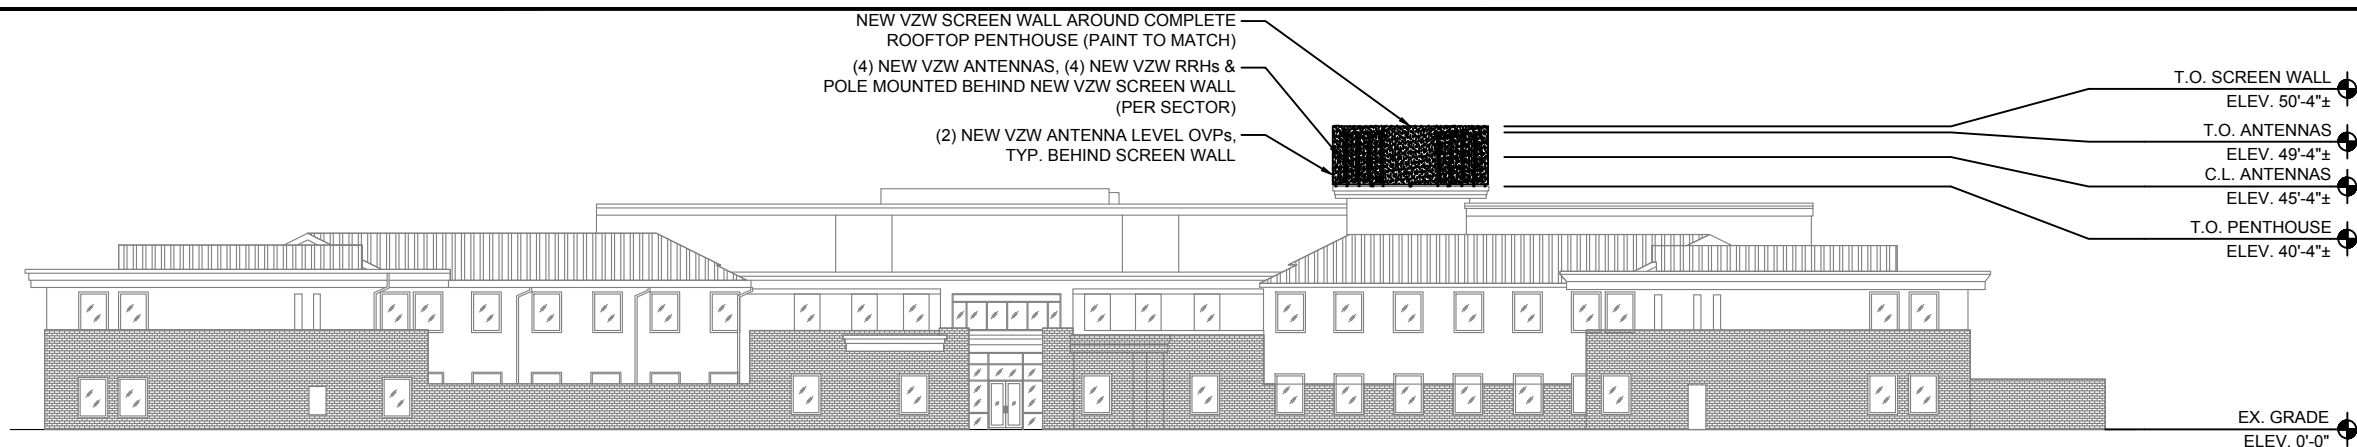 NEW VZW SCREEN WALL AROUND COMPLETE
ROOFTOP PENTHOUSE (PAINT TO MATCH)
(4) NEW VZW ANTENNAS, (4) NEW VZW RRHs &
POLE MOUNTED BEHIND NEW VZW SCREEN WALL
(PER SECTOR)
(2) NEW VZW ANTENNA LEVEL OVPs,
TYP. BEHIND SCREEN WALL
T.O. SCREEN WALL
ELEV. 50'-4"±
T.O. ANTENNAS
ELEV. 49'-4"±
C.L. ANTENNAS
ELEV. 45'-4"±
T.O. PENTHOUSE
ELEV. 40'-4"±
EX. GRADE
ELEV. 0'-0"